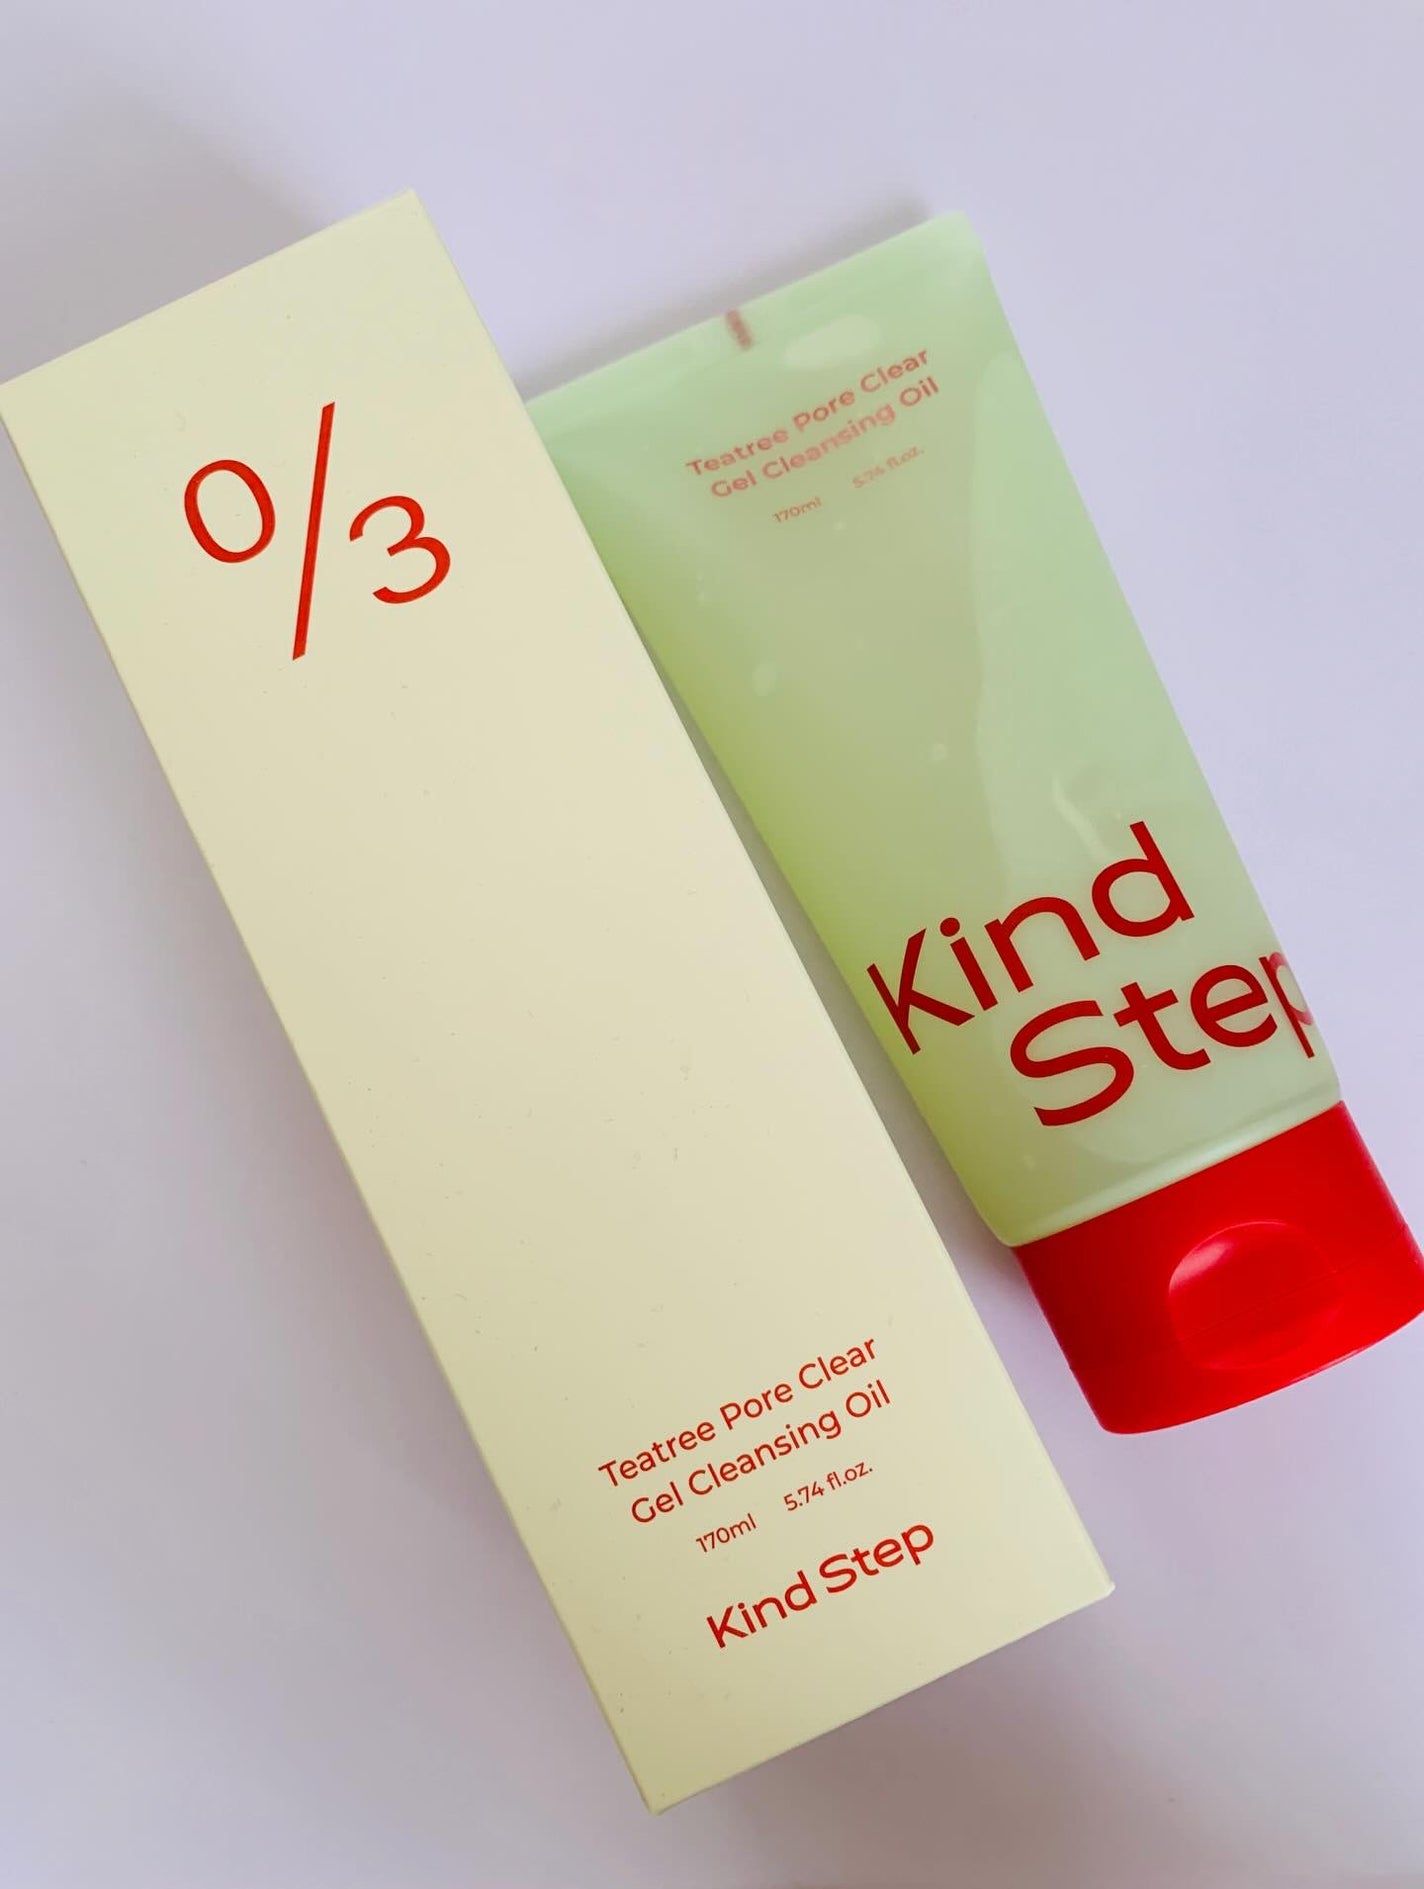 0/3
Teatree Pore Clear
Gel Cleansing Oil
170ml 5.74 fl.oz.
Kind Step
Teatree Pore Clear
Gel Cleansing Oil
170ml 5.74 fl.oz.
Kind
Step